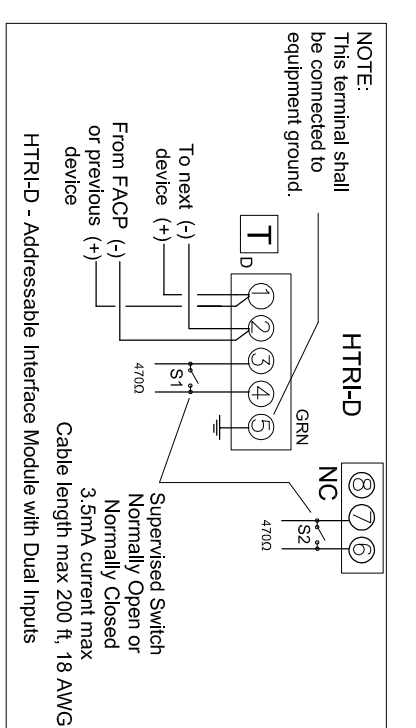 HTRI-D
NOTE:
This terminal shall
be connected to
equipment ground.
T
D
GRN
1
2
3
4
5
8
7
6
NC
S2
470Ω
S1
470Ω
To next (-)
device (+)
From FACP (-)
or previous (+)
device
Supervised Switch
Normally Open or
Normally Closed
3.5mA current max
Cable length max 200 ft, 18 AWG
HTRI-D - Addressable Interface Module with Dual Inputs